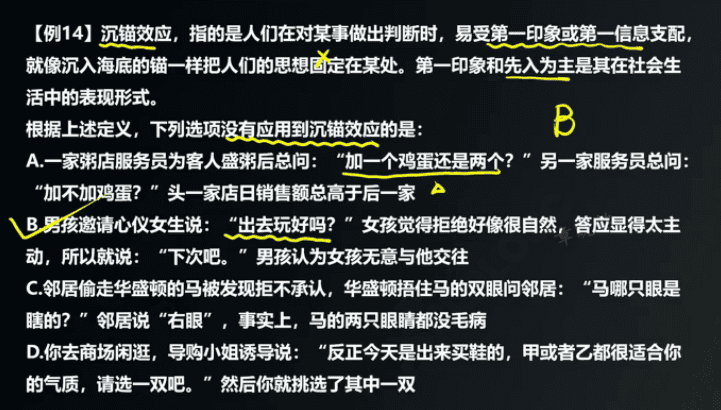 【例14】沉锚效应，指的是人们在对某事做出判断时，易受第一印象或第一信息支配，
就像沉入海底的锚一样把人们的思想固定在某处。第一印象和先入为主是其在社会生
活中的表现形式。
根据上述定义，下列选项没有应用到沉锚效应的是：
B
A.一家粥店服务员为客人盛粥后总问：“加一个鸡蛋还是两个？”另一家服务员总问：
“加不加鸡蛋？”头一家店日销售额总高于后一家
B.男孩邀请心仪女生说：“出去玩好吗？”女孩觉得拒绝好像很自然，答应显得太主
动，所以就说：“下次吧。”男孩认为女孩无意与他交往
C.邻居偷走华盛顿的马被发现拒不承认，华盛顿捂住马的双眼问邻居：“马哪只眼是
瞎的？”邻居说“右眼”，事实上，马的两只眼睛都没毛病
D.你去商场闲逛，导购小姐诱导说：“反正今天是出来买鞋的，甲或者乙都很适合你
的气质，请选一双吧。”然后你就挑选了其中一双